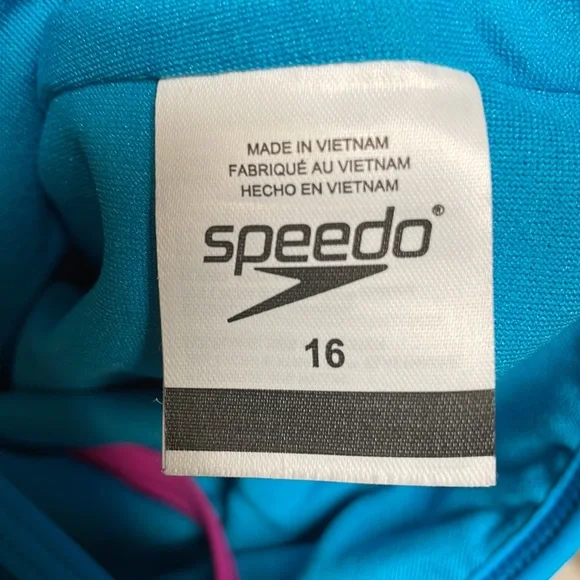 MADE IN VIETNAM
FABRIQUÉ AU VIETNAM
HECHO EN VIETNAM
speedo®
16